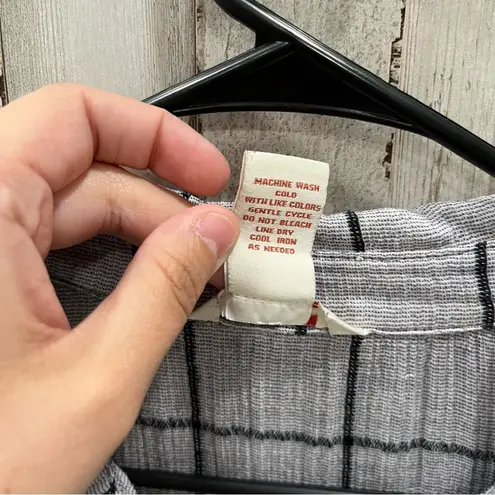 MACHINE WASH
COLD
WITH LIKE COLORS
GENTLE CYCLE
DO NOT BLEACH
LINE DRY
COOL IRON
AS NEEDED